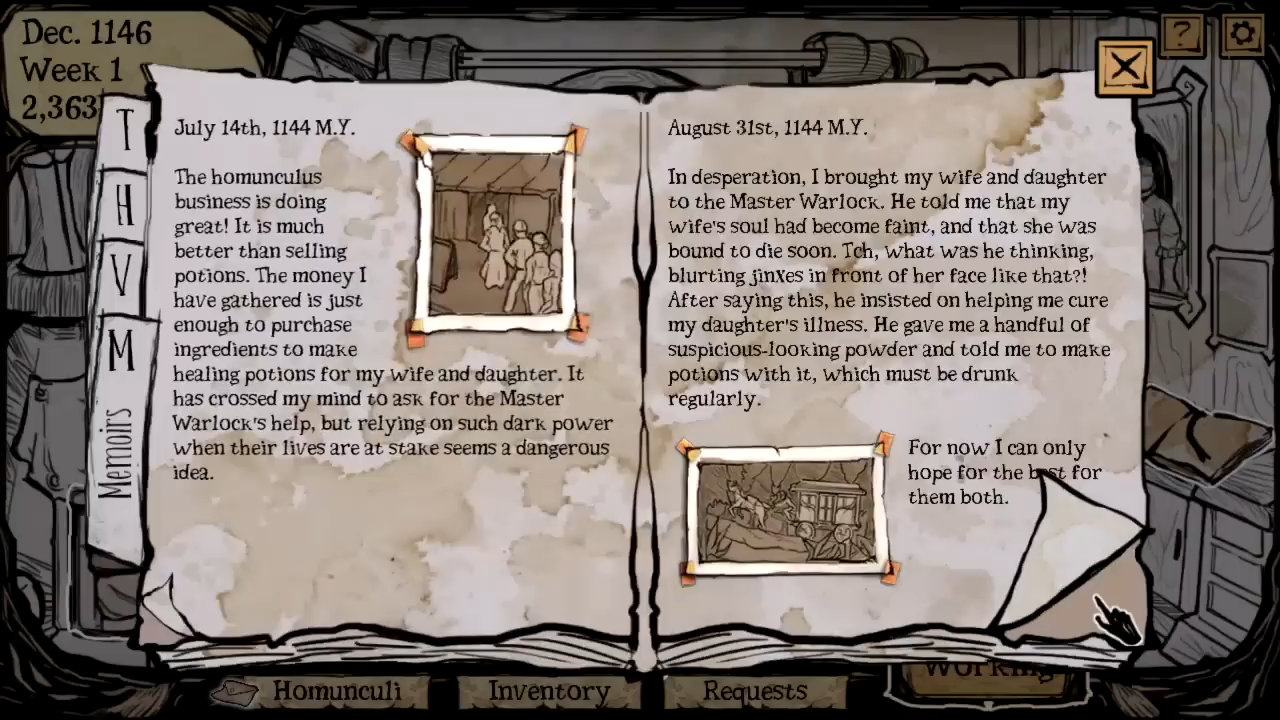 Dec. 1146
Week 1
2,363
?
T
H
V
M
Memoirs
July 14th, 1144 M.Y.
The homunculus
business is doing
great! It is much
better than selling
potions. The money I
have gathered is just
enough to purchase
ingredients to make
healing potions for my wife and daughter. It
has crossed my mind to ask for the Master
Warlock's help, but relying on such dark power
when their lives are at stake seems a dangerous
idea.
August 31st, 1144 M.Y.
In desperation, I brought my wife and daughter
to the Master Warlock. He told me that my
wife's soul had become faint, and that she was
bound to die soon. Tch, what was he thinking,
blurting jinxes in front of her face like that?!
After saying this, he insisted on helping me cure
my daughter's illness. He gave me a handful of
suspicious-looking powder and told me to make
potions with it, which must be drunk
regularly.
For now I can only
hope for the best for
them both.
Homunculi
Inventory
Requests
Working